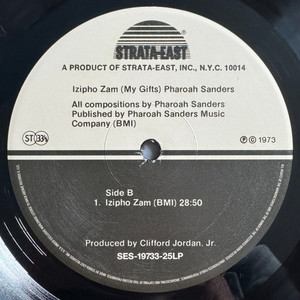 STRATA-EAST
A PRODUCT OF STRATA-EAST, INC., N.Y.C. 10014
Izipho Zam (My Gifts) Pharoah Sanders
All compositions by Pharoah Sanders
Published by Pharoah Sanders Music
Company (BMI)
ST 33⅓
Ⓟ © 1973
Side B
1. Izipho Zam (BMI) 28:50
Produced by Clifford Jordan, Jr.
SES-19733-25LP